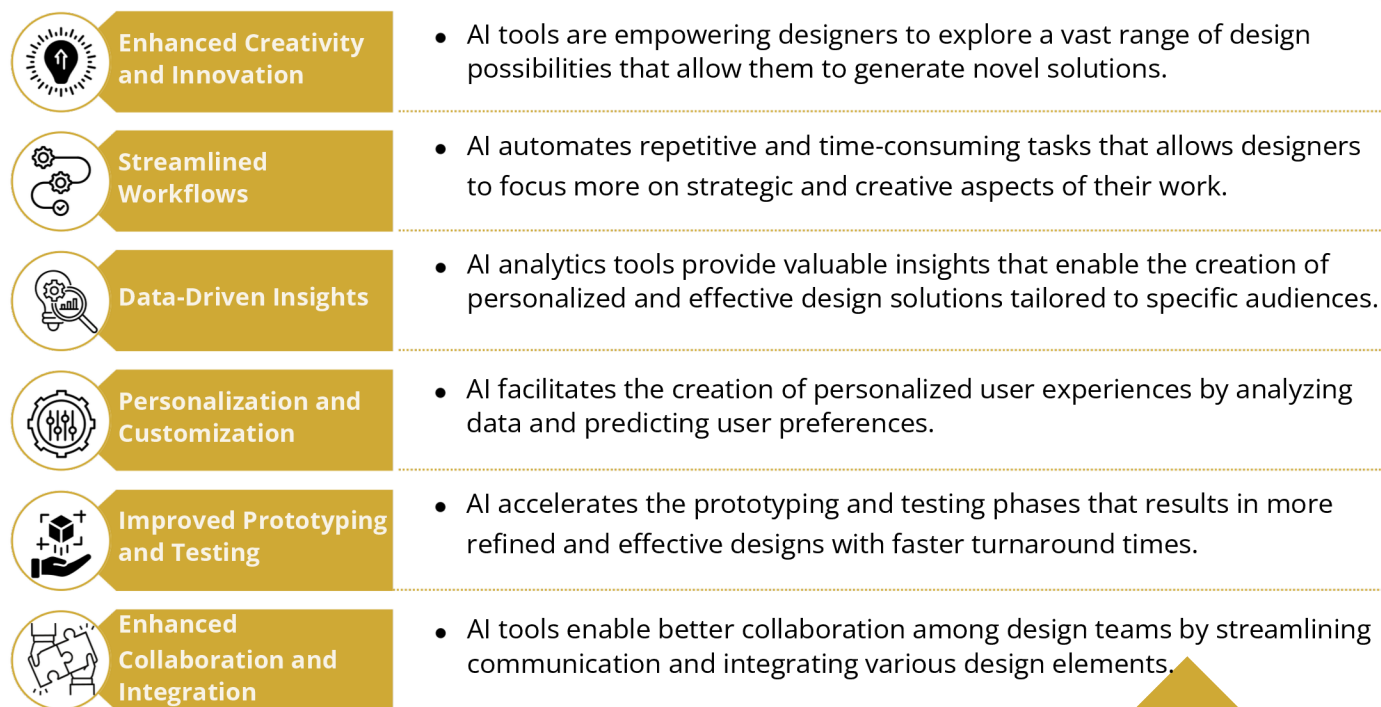 Enhanced Creativity
and Innovation
• AI tools are empowering designers to explore a vast range of design
possibilities that allow them to generate novel solutions.
Streamlined
Workflows
• AI automates repetitive and time-consuming tasks that allows designers
to focus more on strategic and creative aspects of their work.
Data-Driven Insights
• AI analytics tools provide valuable insights that enable the creation of
personalized and effective design solutions tailored to specific audiences.
Personalization and
Customization
• AI facilitates the creation of personalized user experiences by analyzing
data and predicting user preferences.
Improved Prototyping
and Testing
• AI accelerates the prototyping and testing phases that results in more
refined and effective designs with faster turnaround times.
Enhanced
Collaboration and
Integration
• AI tools enable better collaboration among design teams by streamlining
communication and integrating various design elements.